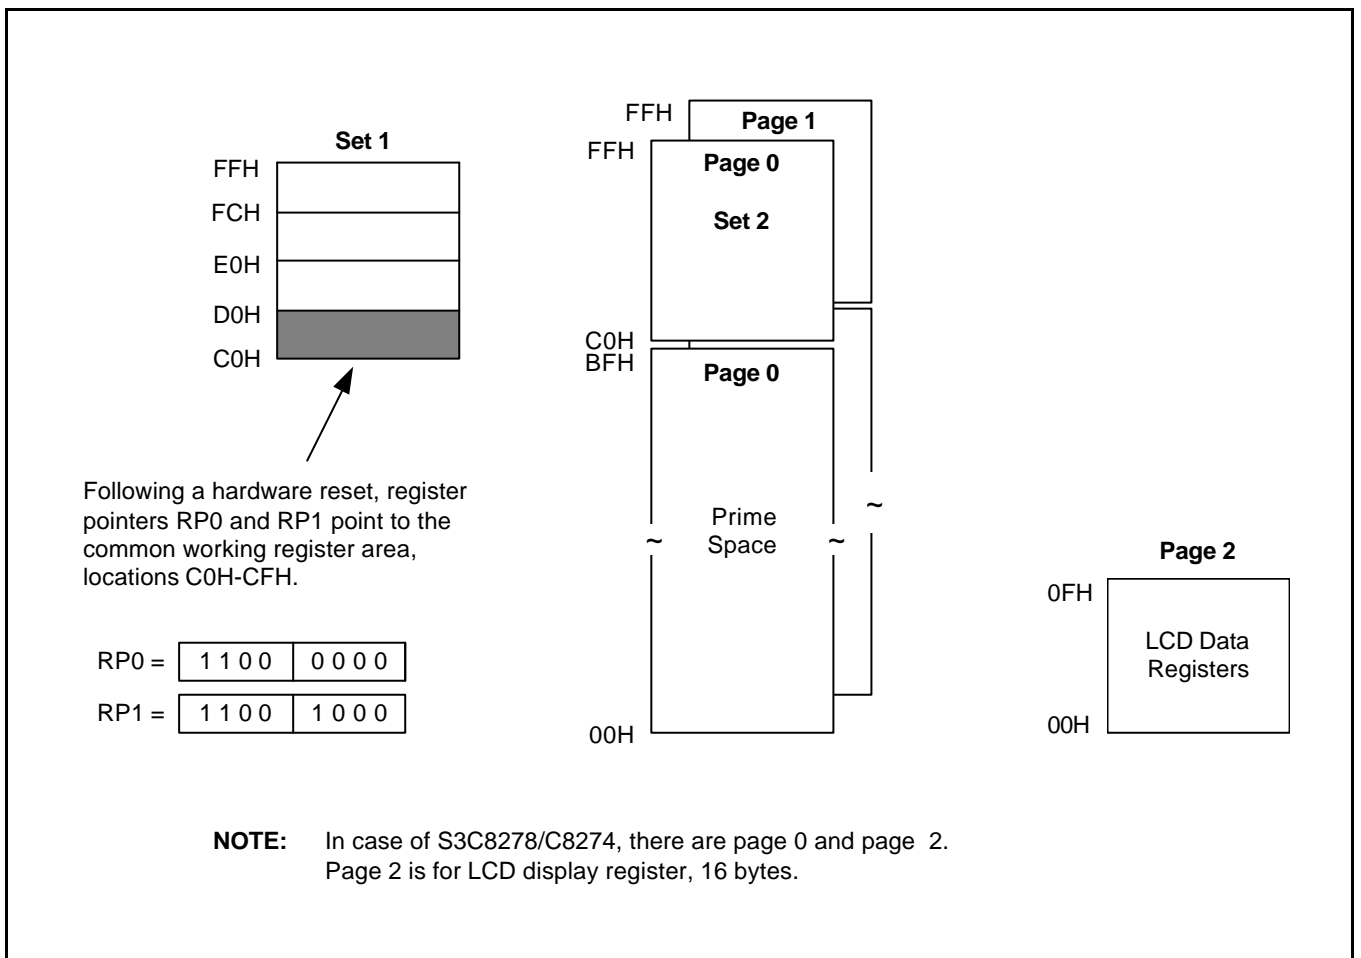 Set 1
FFH
FCH
E0H
D0H
C0H
Following a hardware reset, register
pointers RP0 and RP1 point to the
common working register area,
locations C0H-CFH.
RP0 = 1 1 0 0 0 0 0 0
RP1 = 1 1 0 0 1 0 0 0
FFH
Page 1
FFH
Page 0
Set 2
C0H
BFH
Page 0
~
Prime
Space
~
~
00H
Page 2
0FH
LCD Data
Registers
00H
NOTE: In case of S3C8278/C8274, there are page 0 and page 2.
Page 2 is for LCD display register, 16 bytes.